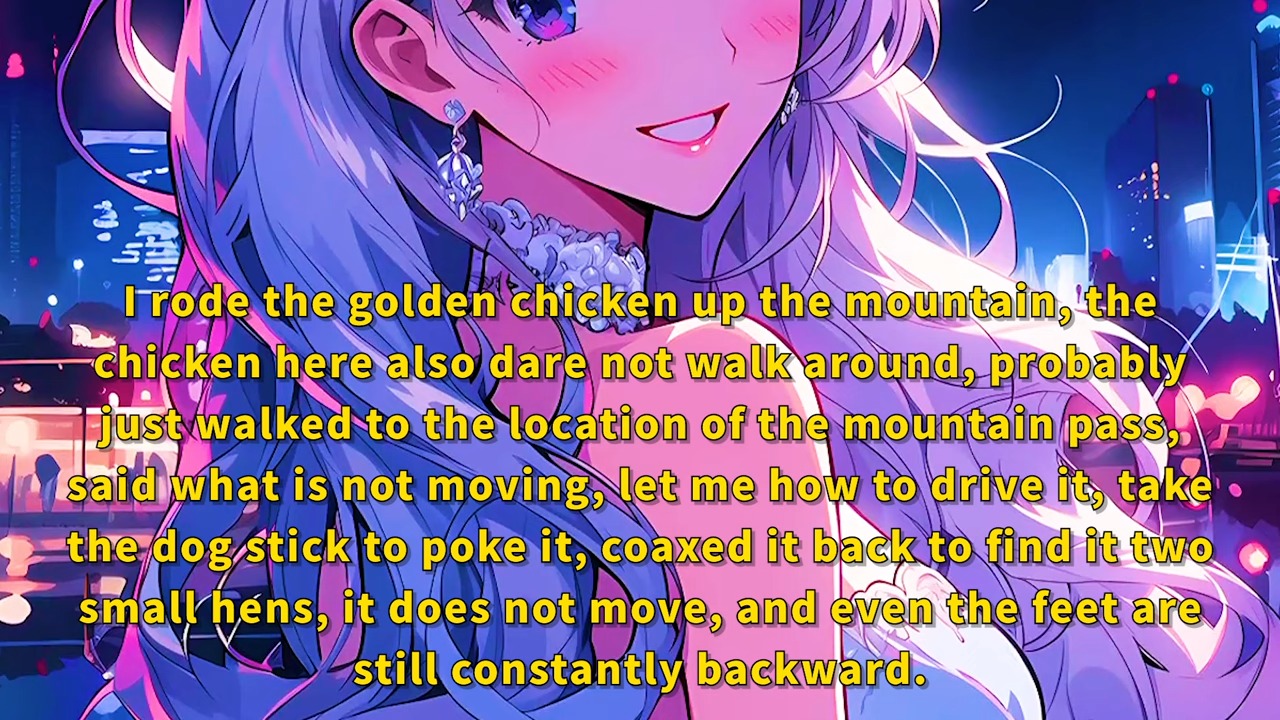 I rode the golden chicken up the mountain, the
chicken here also dare not walk around, probably
just walked to the location of the mountain pass,
said what is not moving, let me how to drive it, take
the dog stick to poke it, coaxed it back to find it two
small hens, it does not move, and even the feet are
still constantly backward.